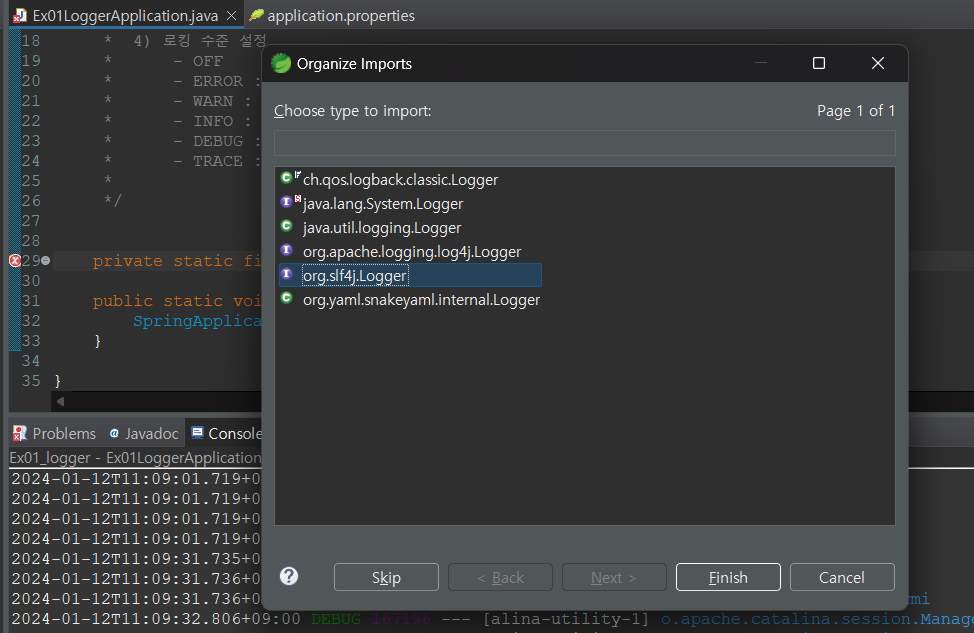 Ex01LoggerApplication.java
application.properties
18 * 4) 로킹 수준 설정
19 * - OFF
20 * - ERROR :
21 * - WARN :
22 * - INFO :
23 * - DEBUG :
24 * - TRACE :
25 *
26 */
27
28
29 private static fi
30
31 public static voi
32 SpringApplica
33 }
34
35 }
Organize Imports
Choose type to import:
Page 1 of 1
ch.qos.logback.classic.Logger
java.lang.System.Logger
java.util.logging.Logger
org.apache.logging.log4j.Logger
org.slf4j.Logger
org.yaml.snakeyaml.internal.Logger
Skip
< Back
Next >
Finish
Cancel
Problems
@ Javadoc
Console
Ex01_logger - Ex01LoggerApplication
2024-01-12T11:09:01.719+0
2024-01-12T11:09:01.719+0
2024-01-12T11:09:01.719+0
2024-01-12T11:09:01.719+0
2024-01-12T11:09:31.735+0
2024-01-12T11:09:31.736+0
2024-01-12T11:09:31.736+0
2024-01-12T11:09:32.806+09:00 DEBUG 167196 --- [alina-utility-1] o.apache.catalina.session.Manage